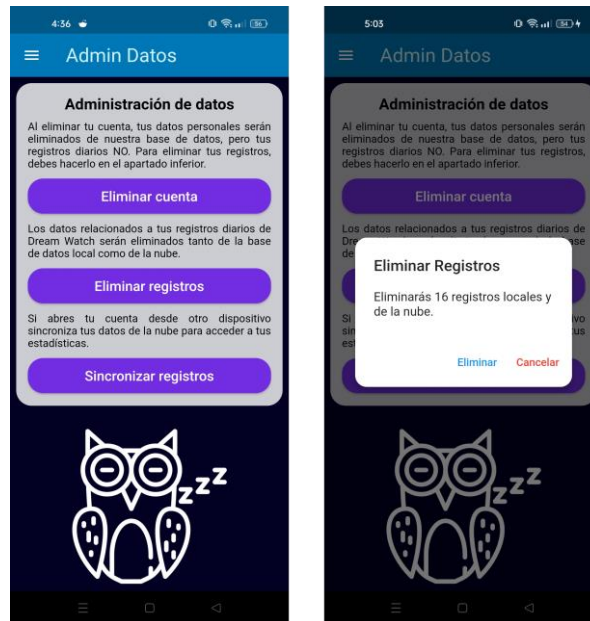 4:36
56
Admin Datos
Administración de datos
Al eliminar tu cuenta, tus datos personales serán
eliminados de nuestra base de datos, pero tus
registros diarios NO. Para eliminar tus registros,
debes hacerlo en el apartado inferior.
Eliminar cuenta
Los datos relacionados a tus registros diarios de
Dream Watch serán eliminados tanto de la base
de datos local como de la nube.
Eliminar registros
Si abres tu cuenta desde otro dispositivo
sincroniza tus datos de la nube para acceder a tus
estadísticas.
Sincronizar registros
zzz
5:03
54
Admin Datos
Administración de datos
Al eliminar tu cuenta, tus datos personales serán
eliminados de nuestra base de datos, pero tus
registros diarios NO. Para eliminar tus registros,
debes hacerlo en el apartado inferior.
Eliminar cuenta
Los datos relacionados a tus registros diarios de
Eliminar Registros
Eliminarás 16 registros locales y
de la nube.
Eliminar Cancelar
zzz